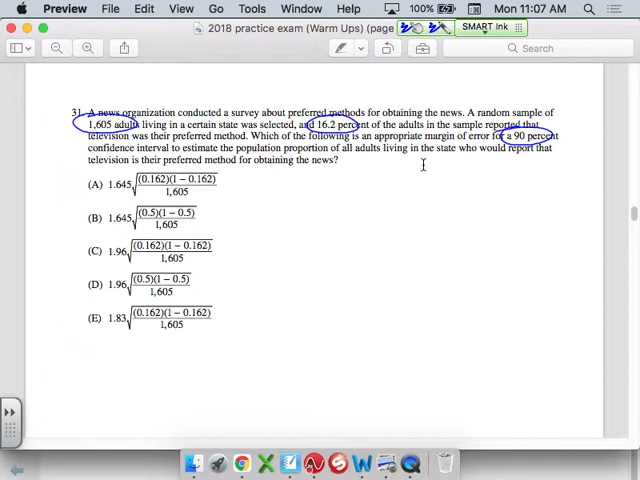 Preview File Edit View Go Tools Window Help 100% Mon 11:07 AM
2018 practice exam (Warm Ups) (page
SMART Ink
Search
31. A news organization conducted a survey about preferred methods for obtaining the news. A random sample of
1,605 adults living in a certain state was selected, and 16.2 percent of the adults in the sample reported that
television was their preferred method. Which of the following is an appropriate margin of error for a 90 percent
confidence interval to estimate the population proportion of all adults living in the state who would report that
television is their preferred method for obtaining the news?
(A) 1.645√((0.162)(1 − 0.162)/1,605)
(B) 1.645√((0.5)(1 − 0.5)/1,605)
(C) 1.96√((0.162)(1 − 0.162)/1,605)
(D) 1.96√((0.5)(1 − 0.5)/1,605)
(E) 1.83√((0.162)(1 − 0.162)/1,605)